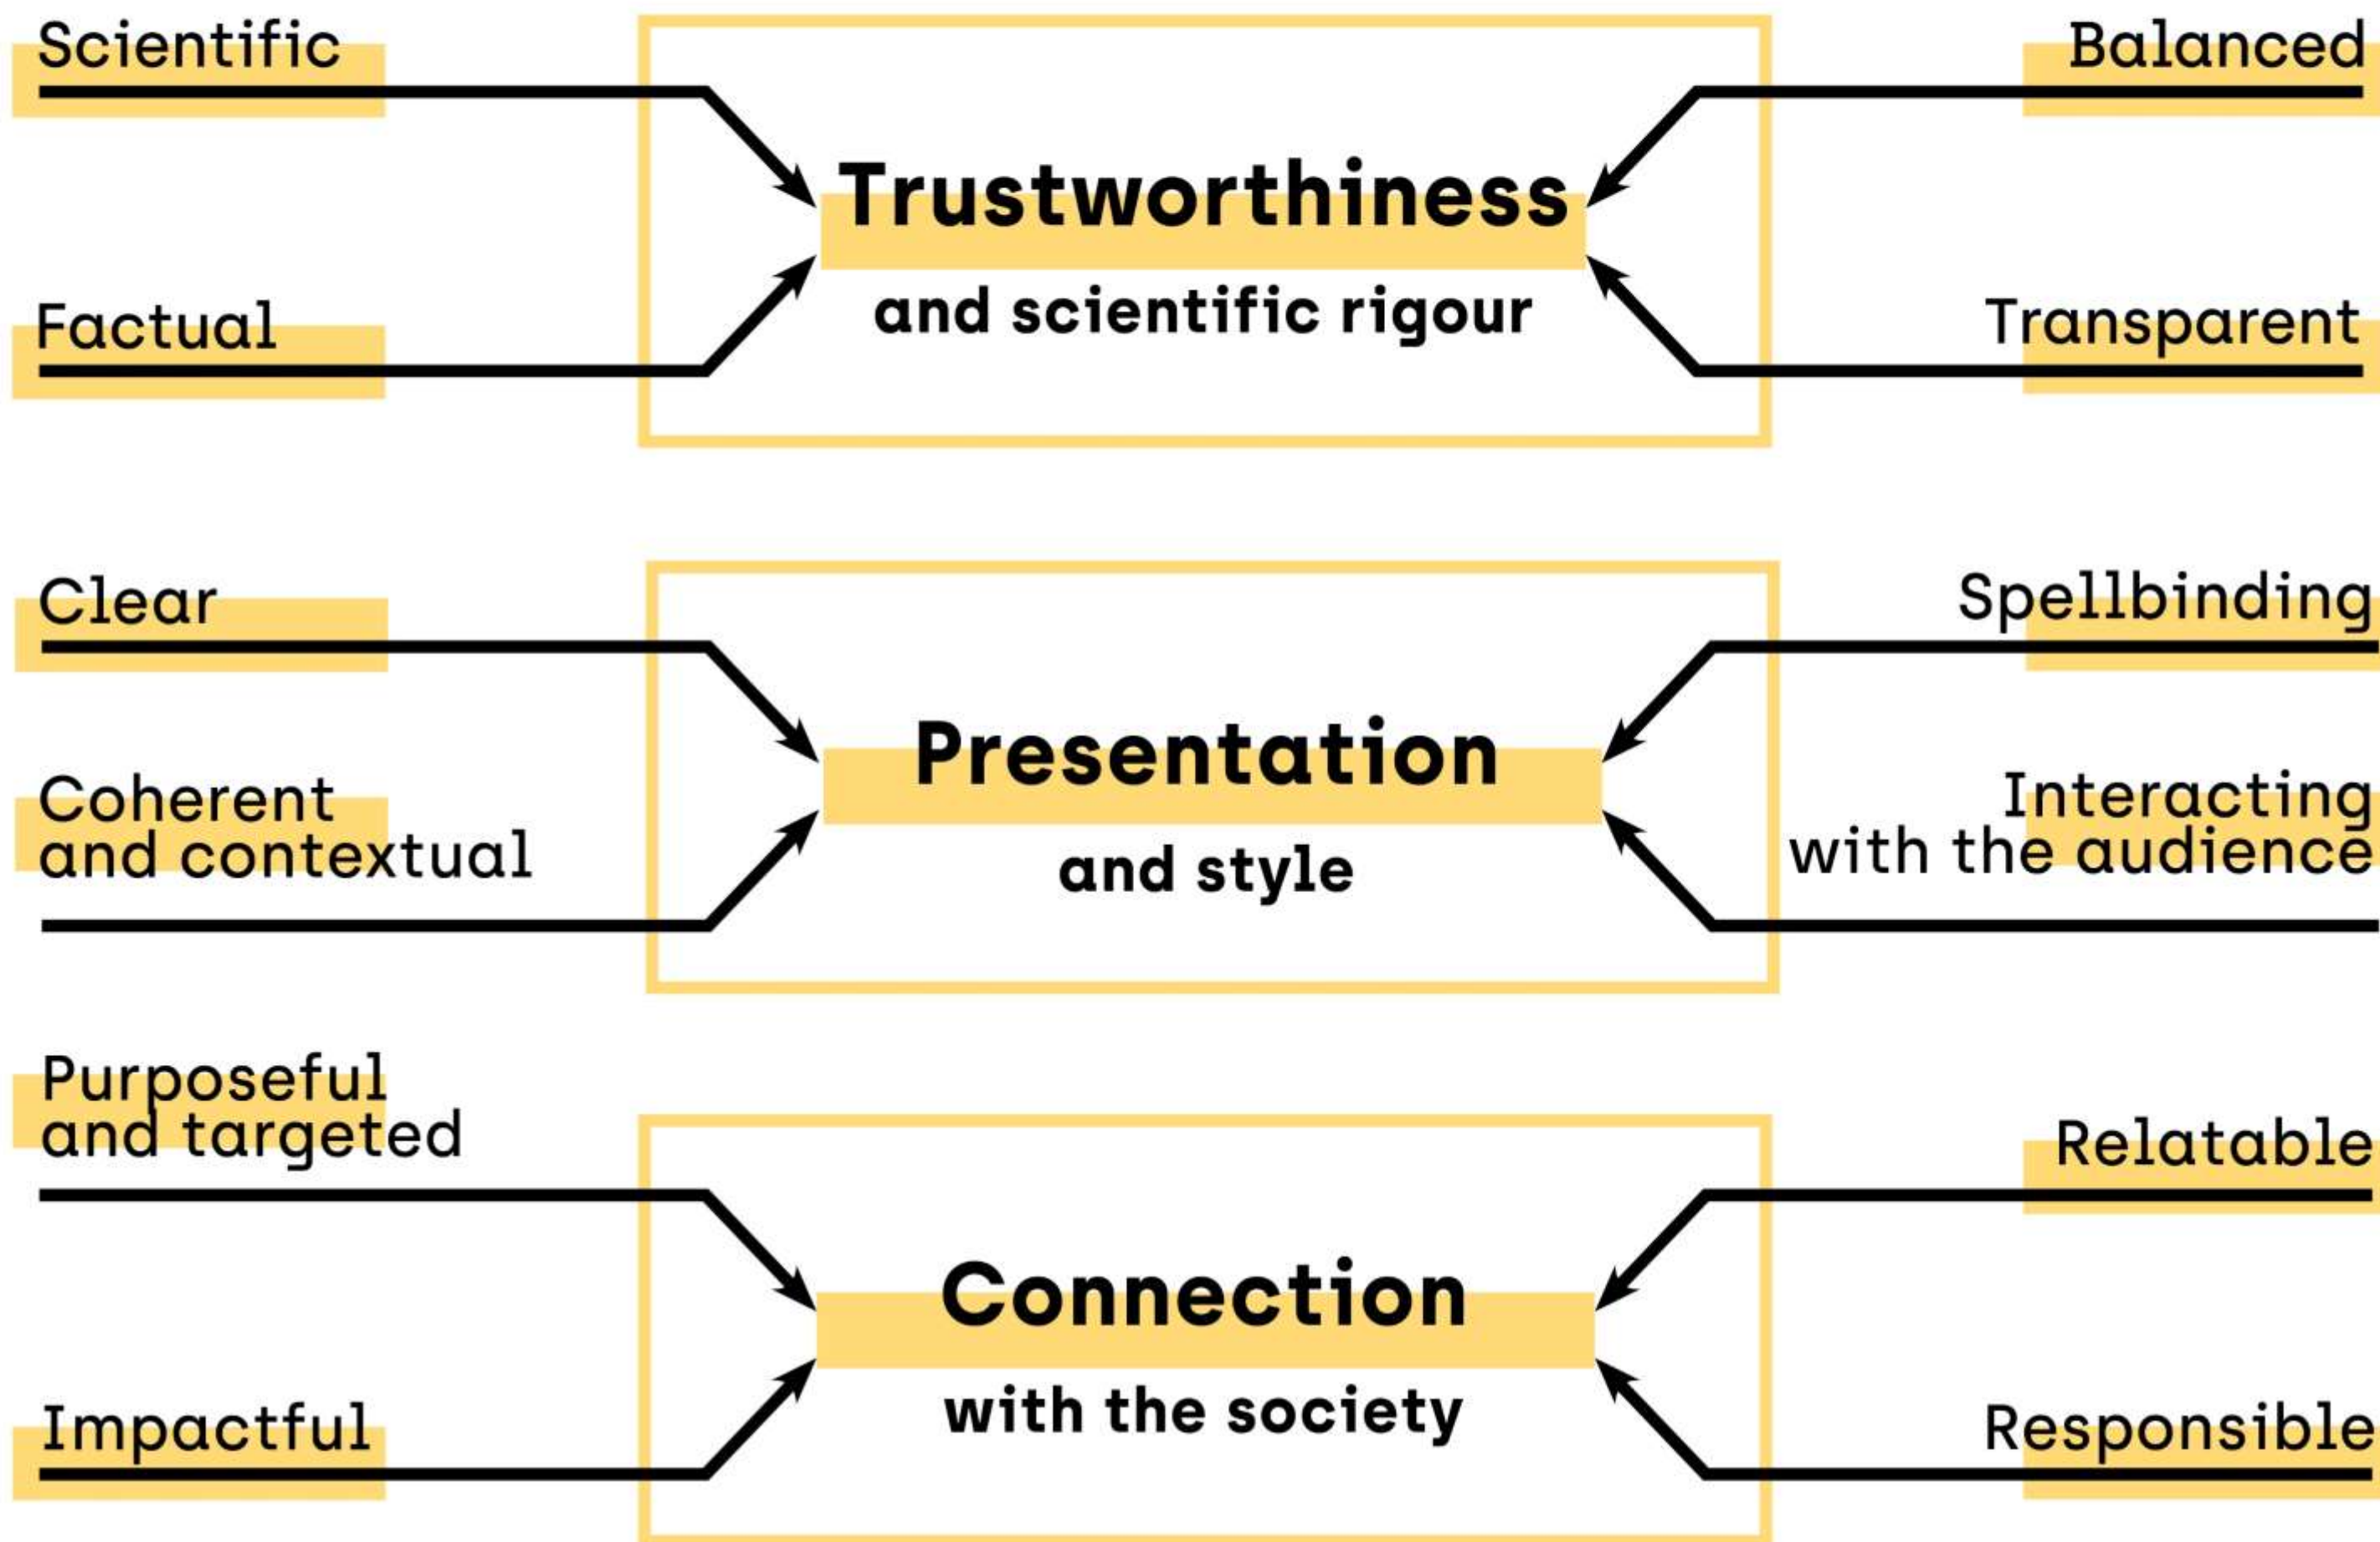 Scientific
Balanced
Trustworthiness
and scientific rigour
Factual
Transparent
Clear
Spellbinding
Presentation
and style
Coherent
and contextual
Interacting
with the audience
Purposeful
and targeted
Relatable
Connection
with the society
Impactful
Responsible